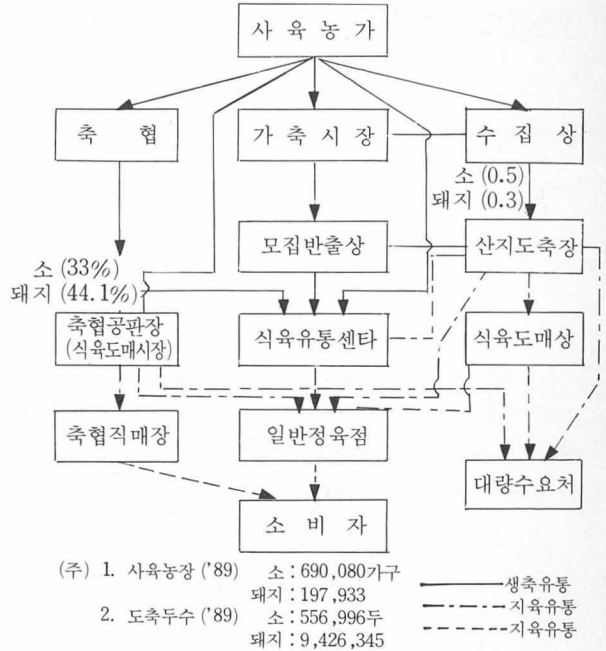 사 육 농 가
축 협
가 축 시 장
수 집 상
소 (0.5)
돼지 (0.3)
모집반출상
산지도축장
소 (33%)
돼지 (44.1%)
축협공판장
(식육도매시장)
식육유통센타
식육도매상
축협직매장
일반정육점
대량수요처
소 비 자
(주) 1. 사육농장 ('89) 소 : 690,080가구
돼지 : 197,933
2. 도축두수 ('89) 소 : 556,996두
돼지 : 9,426,345
생축유통
지육유통
지육유통